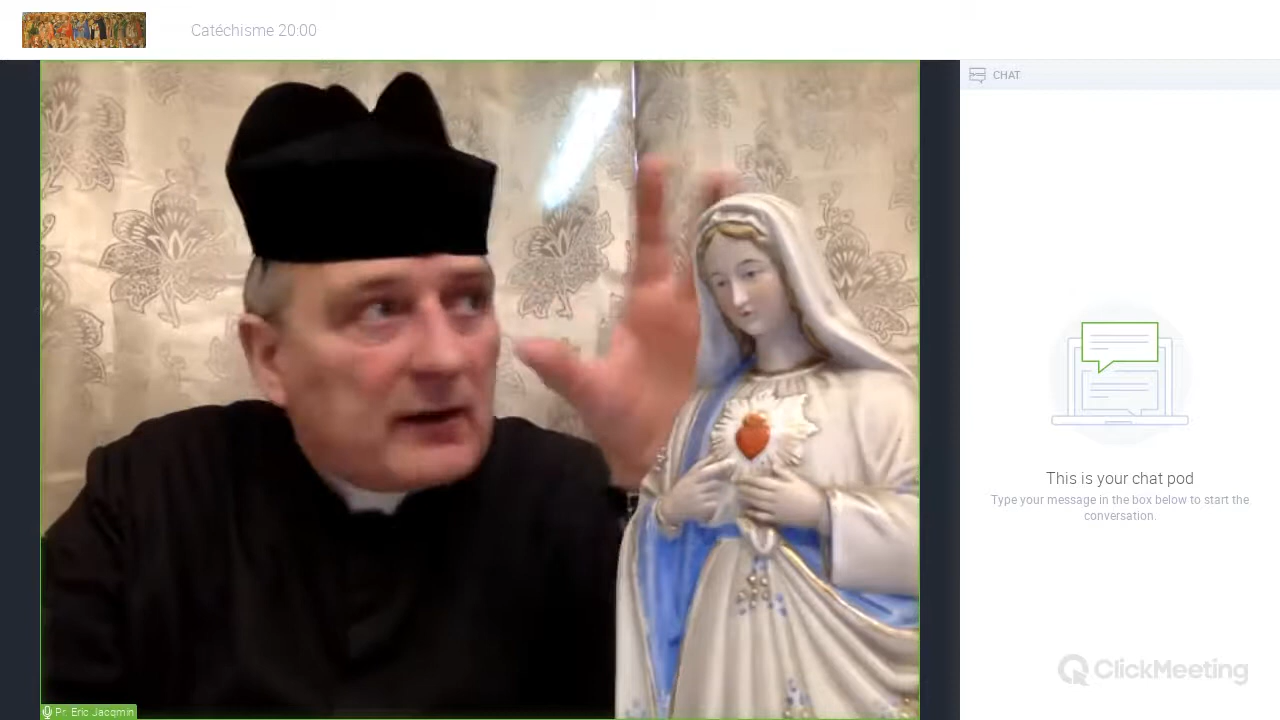 Catéchisme 20:00
CHAT
This is your chat pod
Type your message in the box below to start the
conversation.
ClickMeeting
Pr. Eric Jacqmin